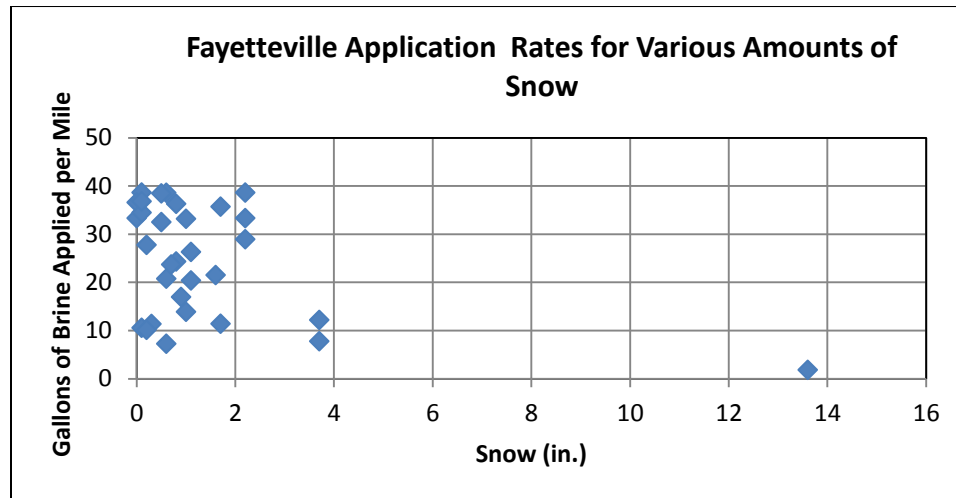 Fayetteville Application Rates for Various Amounts of
Snow
Gallons of Brine Applied per Mile
50
40
30
20
10
0
0 2 4 6 8 10 12 14 16
Snow (in.)